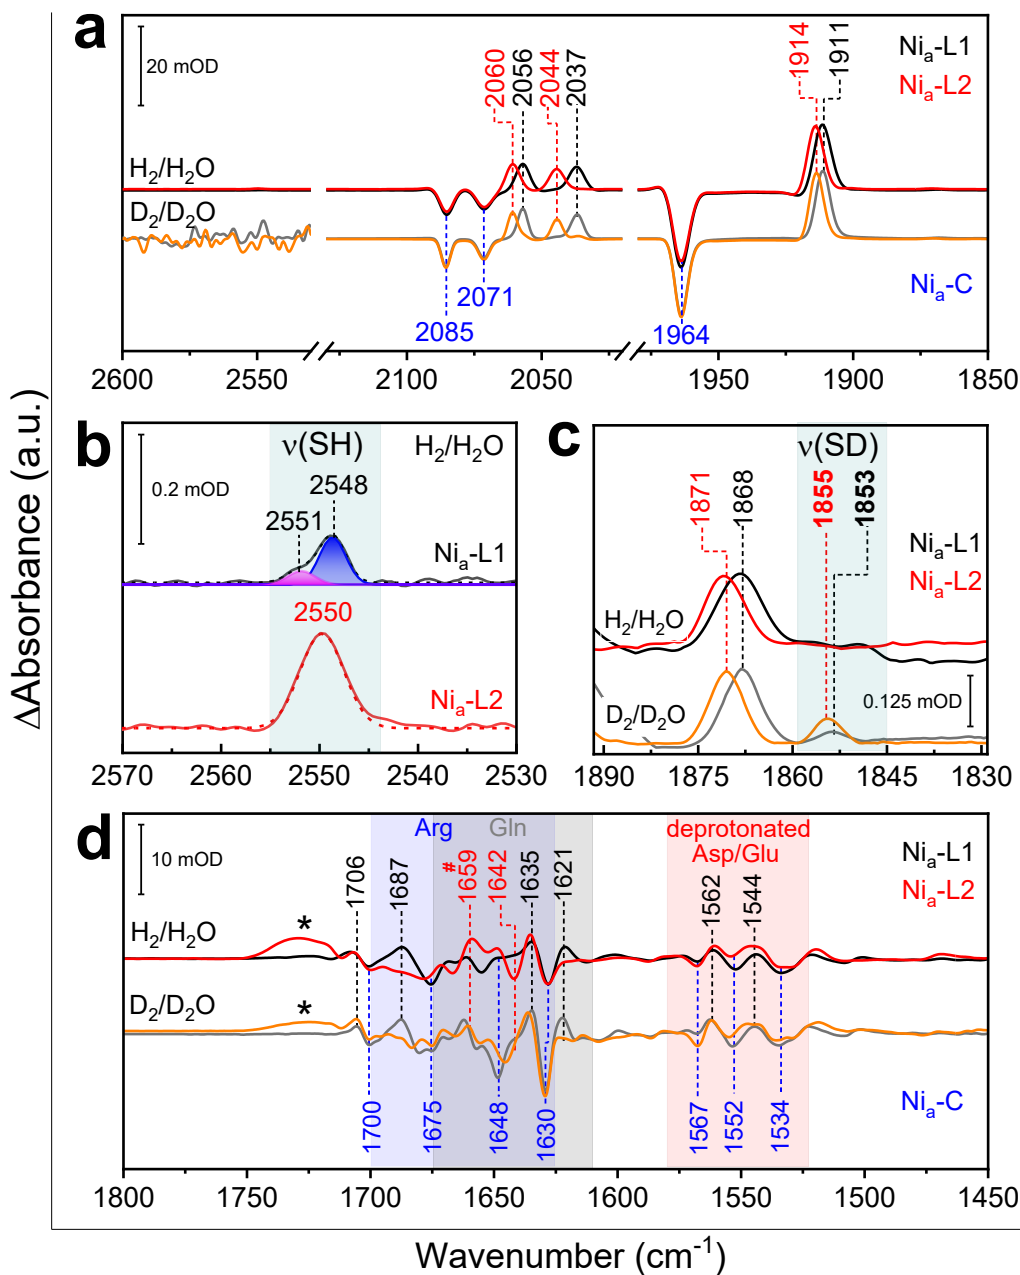 ΔAbsorbance (a.u.)
a
20 mOD
2060
2056
2044
2037
1914
1911
Niₐ-L1
Niₐ-L2
H₂/H₂O
D₂/D₂O
2071
2085
1964
Niₐ-C
2600 2550 2100 2050 1950 1900 1850
b
ν(SH)
H₂/H₂O
0.2 mOD
2548
2551
Niₐ-L1
2550
Niₐ-L2
2570 2560 2550 2540 2530
c
ν(SD)
1871
1868
1855
1853
Niₐ-L1
Niₐ-L2
H₂/H₂O
D₂/D₂O
0.125 mOD
1890 1875 1860 1845 1830
d
10 mOD
Arg
Gln
deprotonated
Asp/Glu
1706
1687
#
1659
1642
1635
1621
1562
1544
Niₐ-L1
Niₐ-L2
H₂/H₂O
*
D₂/D₂O
*
1700
1675
1648
1630
1567
1552
1534
Niₐ-C
1800 1750 1700 1650 1600 1550 1500 1450
Wavenumber (cm⁻¹)